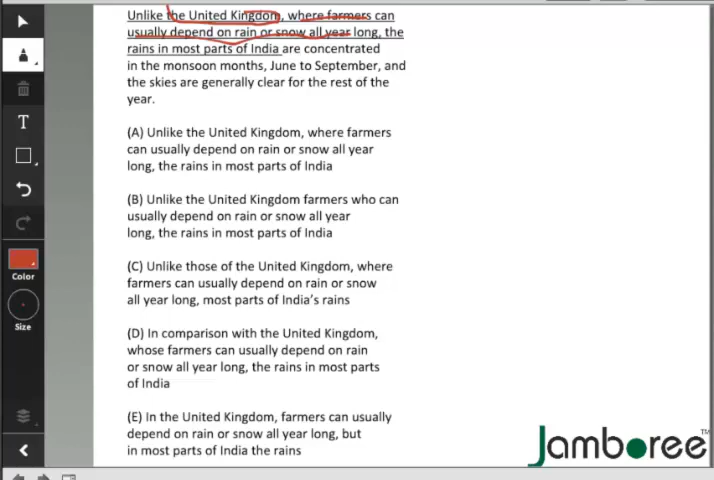 Unlike the United Kingdom, where farmers can
usually depend on rain or snow all year long, the
rains in most parts of India are concentrated
in the monsoon months, June to September, and
the skies are generally clear for the rest of the
year.
(A) Unlike the United Kingdom, where farmers
can usually depend on rain or snow all year
long, the rains in most parts of India
(B) Unlike the United Kingdom farmers who can
usually depend on rain or snow all year
long, the rains in most parts of India
(C) Unlike those of the United Kingdom, where
farmers can usually depend on rain or snow
all year long, most parts of India's rains
(D) In comparison with the United Kingdom,
whose farmers can usually depend on rain
or snow all year long, the rains in most parts
of India
(E) In the United Kingdom, farmers can usually
depend on rain or snow all year long, but
in most parts of India the rains
T
Color
Size
Jamboree™